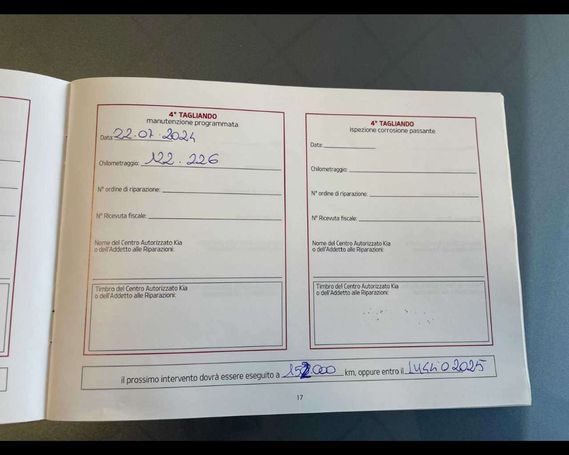 4° TAGLIANDO
manutenzione programmata
Data: 22.07.2024
Chilometraggio: 122.226
N° ordine di riparazione:
N° Ricevuta fiscale:
Nome del Centro Autorizzato Kia
o dell'Addetto alle Riparazioni:
Timbro del Centro Autorizzato Kia
o dell'Addetto alle Riparazioni:
4° TAGLIANDO
ispezione corrosione passante
Data:
Chilometraggio:
N° ordine di riparazione:
N° Ricevuta fiscale:
Nome del Centro Autorizzato Kia
o dell'Addetto alle Riparazioni:
Timbro del Centro Autorizzato Kia
o dell'Addetto alle Riparazioni:
il prossimo intervento dovrà essere eseguito a 152000 km, oppure entro il LUGLIO 2025
17